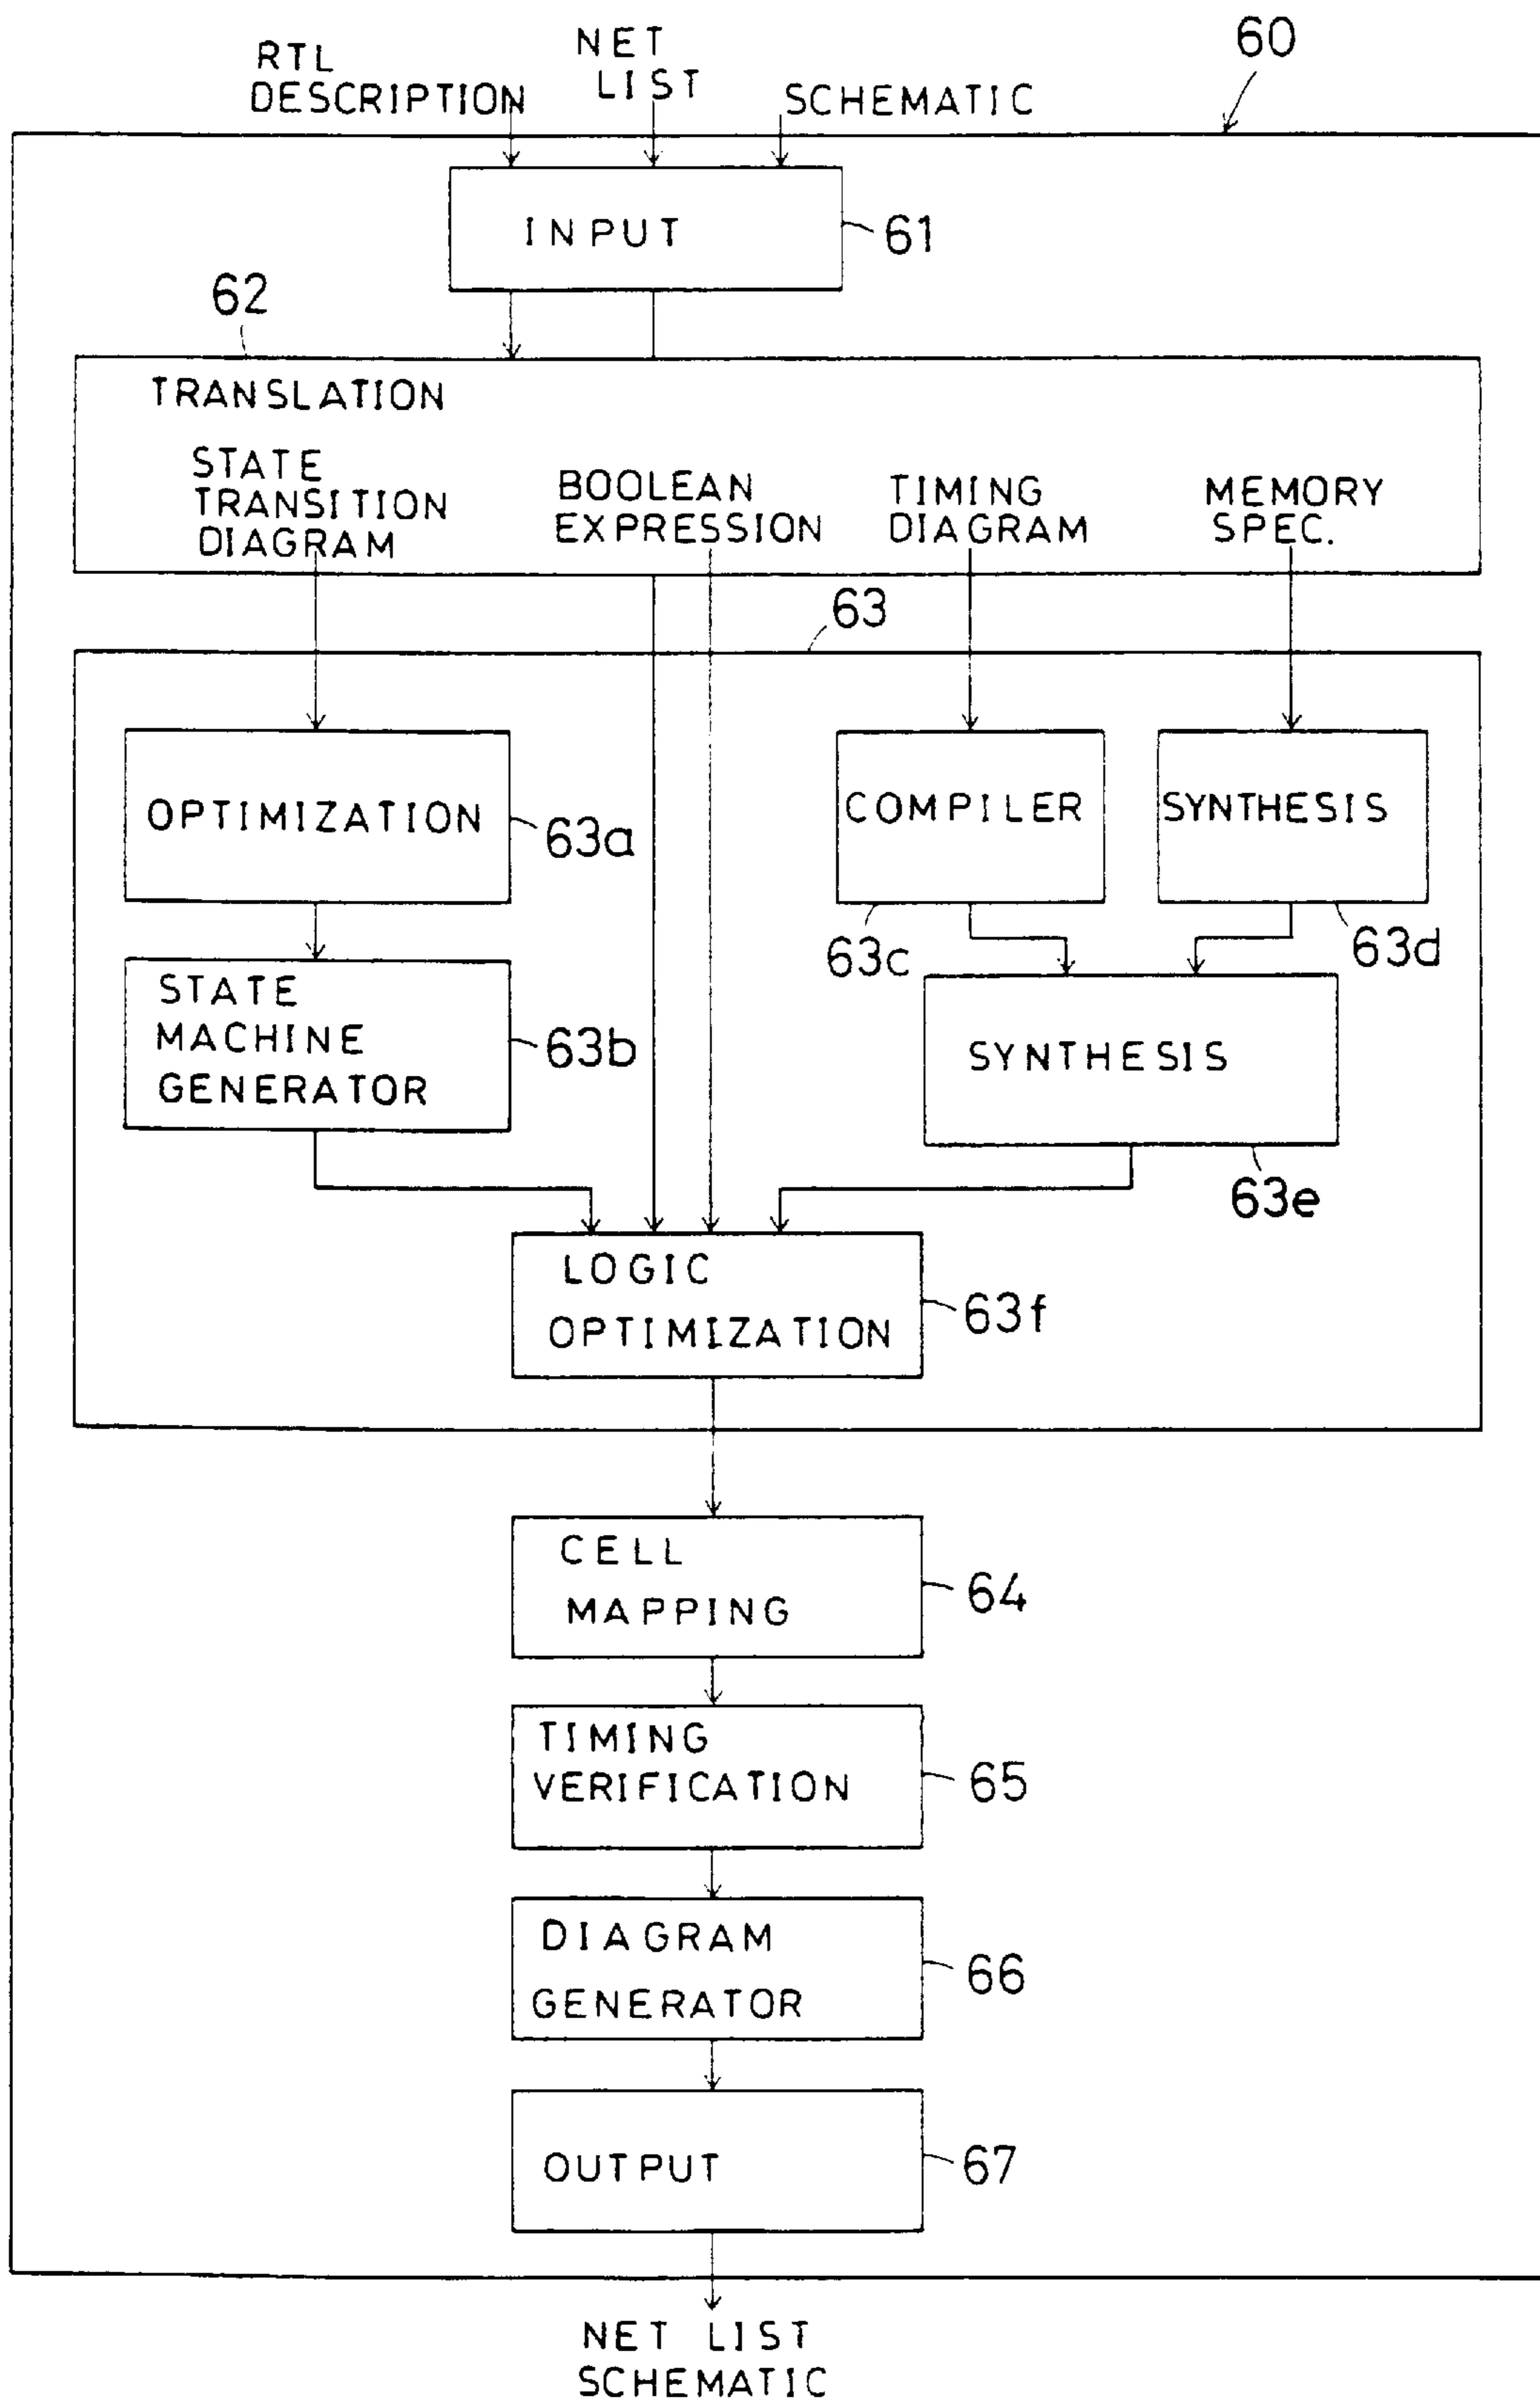 RTL
DESCRIPTION
NET
LIST
SCHEMATIC
60
INPUT
61
62
TRANSLATION
STATE
TRANSITION
DIAGRAM
BOOLEAN
EXPRESSION
TIMING
DIAGRAM
MEMORY
SPEC.
63
OPTIMIZATION
63a
COMPILER
63c
SYNTHESIS
63d
STATE
MACHINE
GENERATOR
63b
SYNTHESIS
63e
LOGIC
OPTIMIZATION
63f
CELL
MAPPING
64
TIMING
VERIFICATION
65
DIAGRAM
GENERATOR
66
OUTPUT
67
NET LIST
SCHEMATIC